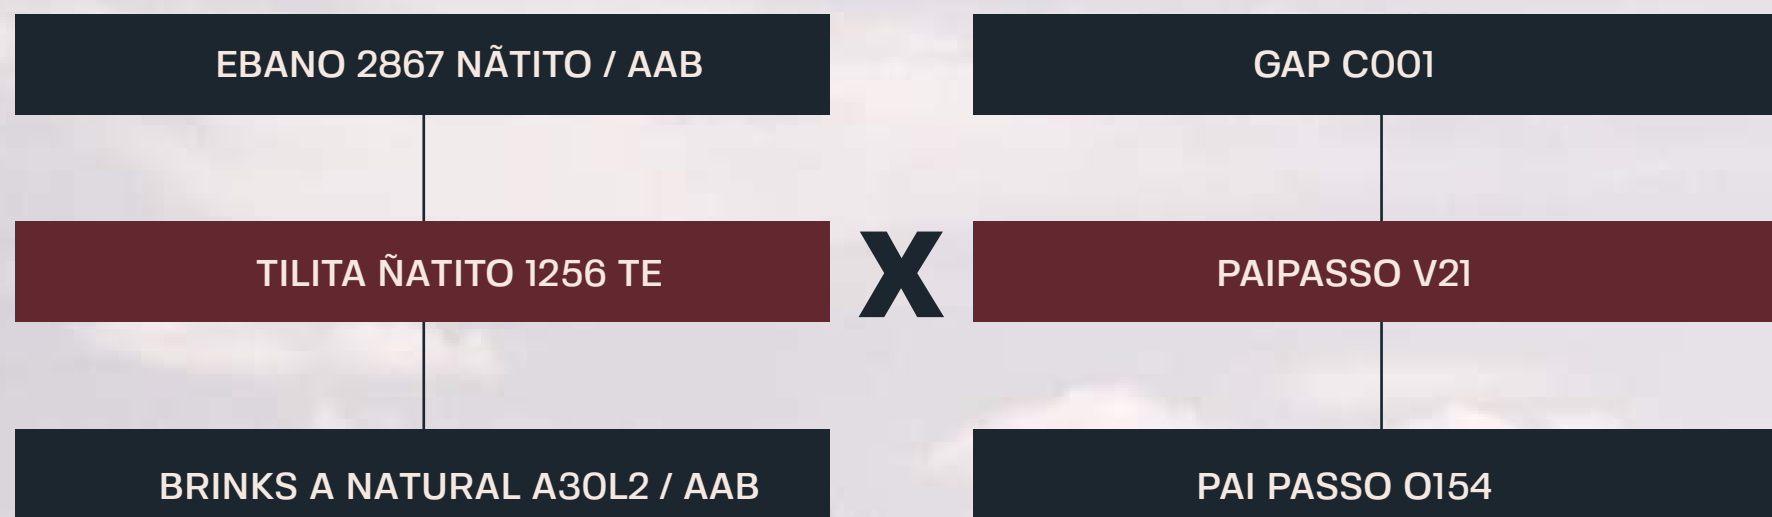 EBANO 2867 NÃTITO / AAB
GAP C001
TILITA ÑATITO 1256 TE
X
PAIPASSO V21
BRINKS A NATURAL A30L2 / AAB
PAI PASSO O154